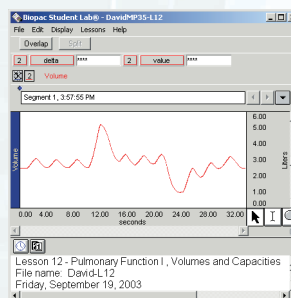 Biopac Student Lab® - DavidMP35-L12
File Edit Display Lessons Help
Overlap Split
2 delta **** 2 value ****
2 Volume
Segment 1, 3:57:55 PM
Volume
6.00
5.00
4.00
3.00
2.00
1.00
0.00
Liters
0.00 4.00 8.00 12.00 16.00 20.00 24.00 28.00 32.00
seconds
Lesson 12 - Pulmonary Function I , Volumes and Capacities
File name: David-L12
Friday, September 19, 2003